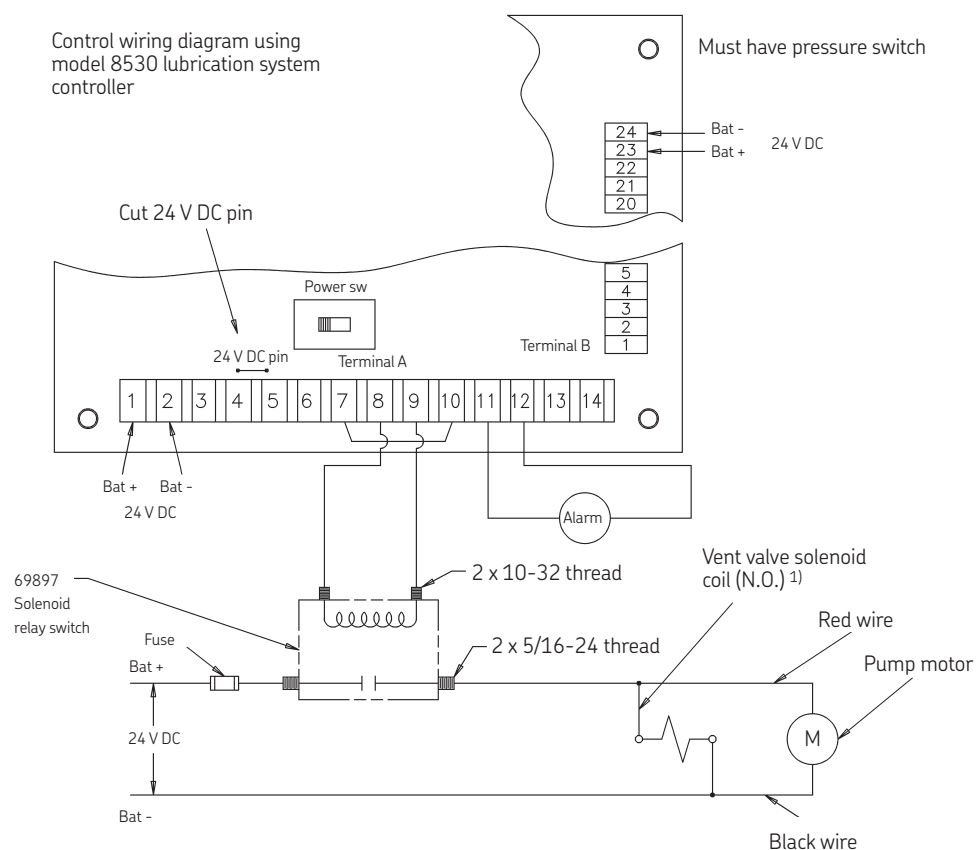 Control wiring diagram using
model 8530 lubrication system
controller
Must have pressure switch
24
23
22
21
20
Bat -
Bat +
24 V DC
Cut 24 V DC pin
Power sw
5
4
3
2
1
Terminal B
24 V DC pin
Terminal A
1 2 3 4 5 6 7 8 9 10 11 12 13 14
Bat + Bat -
24 V DC
Alarm
Vent valve solenoid
coil (N.O.) 1)
2 x 10-32 thread
69897
Solenoid
relay switch
Red wire
Fuse
2 x 5/16-24 thread
Pump motor
Bat +
24 V DC
M
Bat -
Black wire